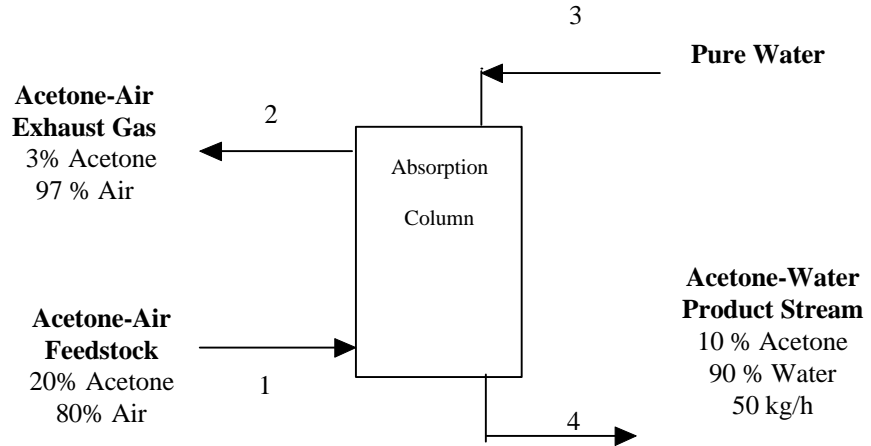 3
Pure Water
Acetone-Air
Exhaust Gas
3% Acetone
97 % Air
2
Absorption
Column
Acetone-Air
Feedstock
20% Acetone
80% Air
1
Acetone-Water
Product Stream
10 % Acetone
90 % Water
50 kg/h
4